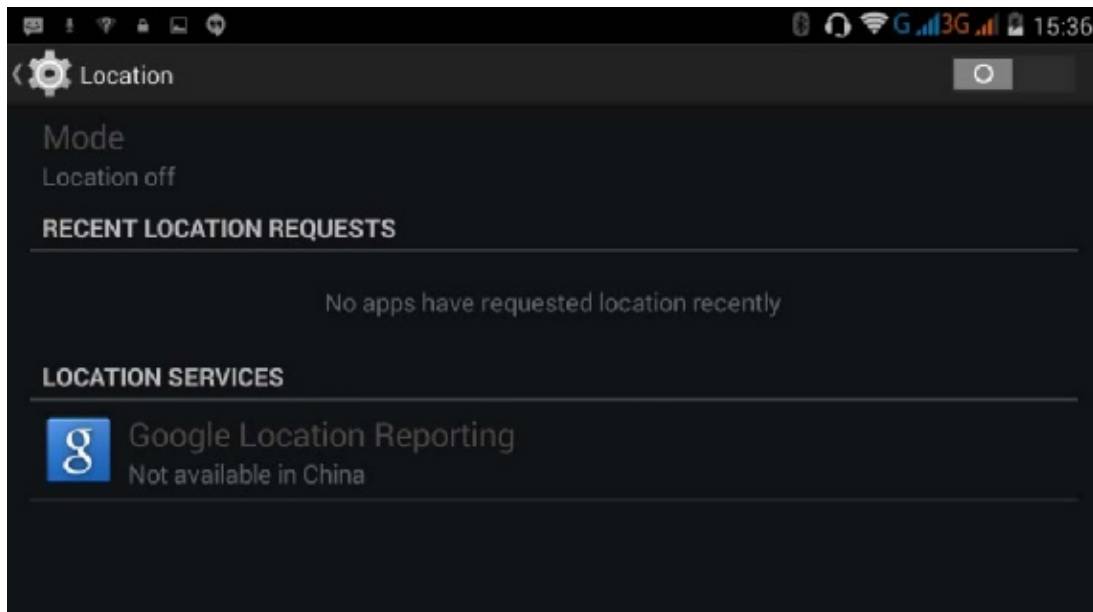 G 3G 15:36
Location
Mode
Location off
RECENT LOCATION REQUESTS
No apps have requested location recently
LOCATION SERVICES
g Google Location Reporting
Not available in China